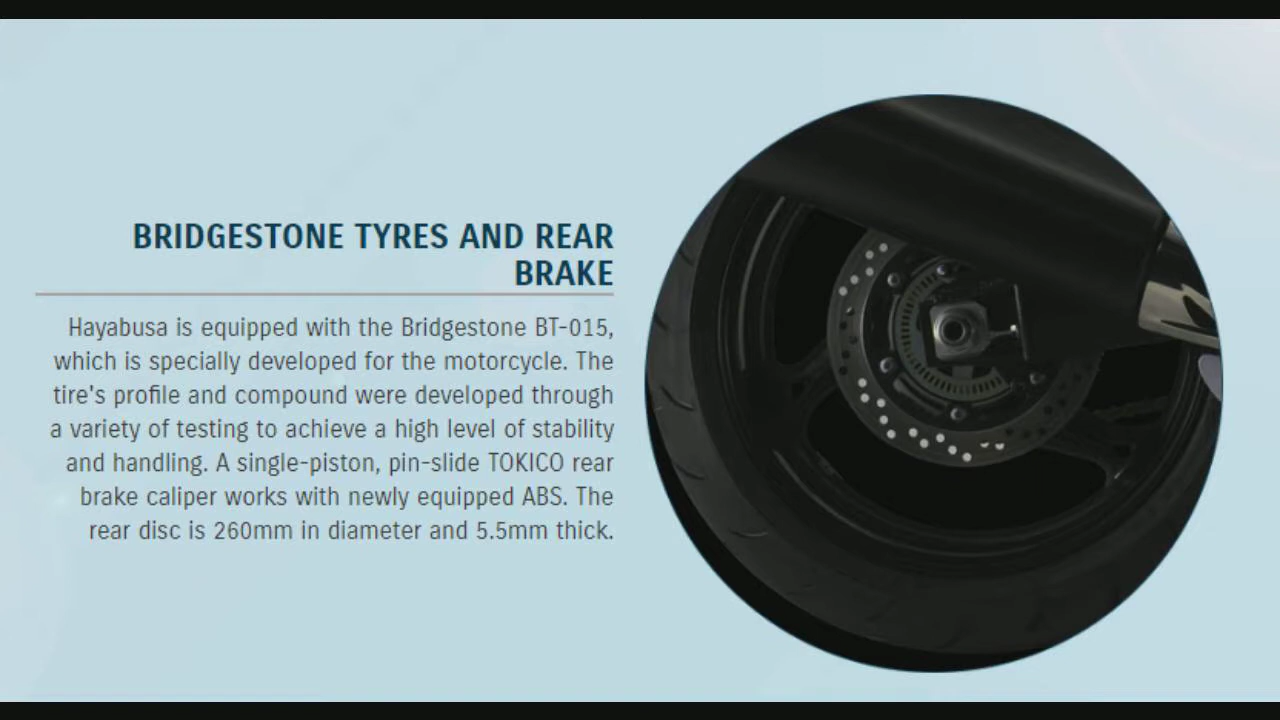 BRIDGESTONE TYRES AND REAR
BRAKE
Hayabusa is equipped with the Bridgestone BT-015,
which is specially developed for the motorcycle. The
tire's profile and compound were developed through
a variety of testing to achieve a high level of stability
and handling. A single-piston, pin-slide TOKICO rear
brake caliper works with newly equipped ABS. The
rear disc is 260mm in diameter and 5.5mm thick.